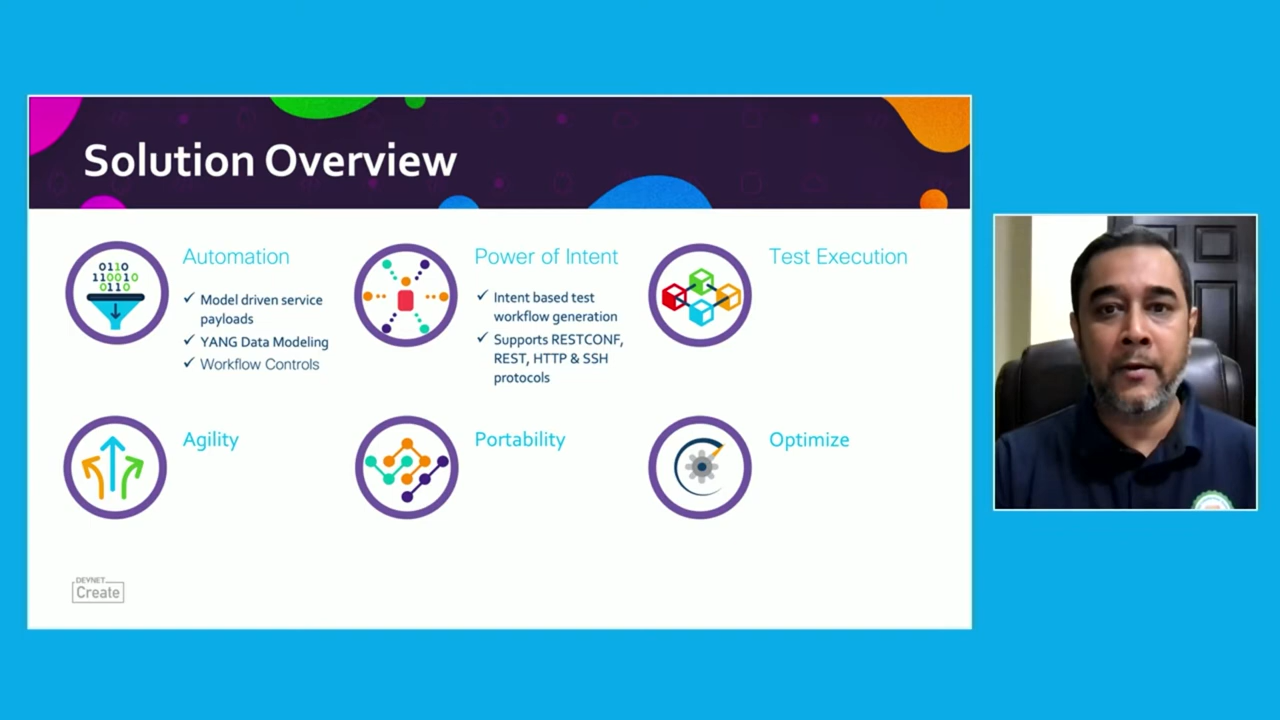 Solution Overview
0110
110010
0110
Automation
Model driven service
payloads
YANG Data Modeling
Workflow Controls
Power of Intent
Intent based test
workflow generation
Supports RESTCONF,
REST, HTTP & SSH
protocols
Test Execution
Agility
Portability
Optimize
DEVNET
Create